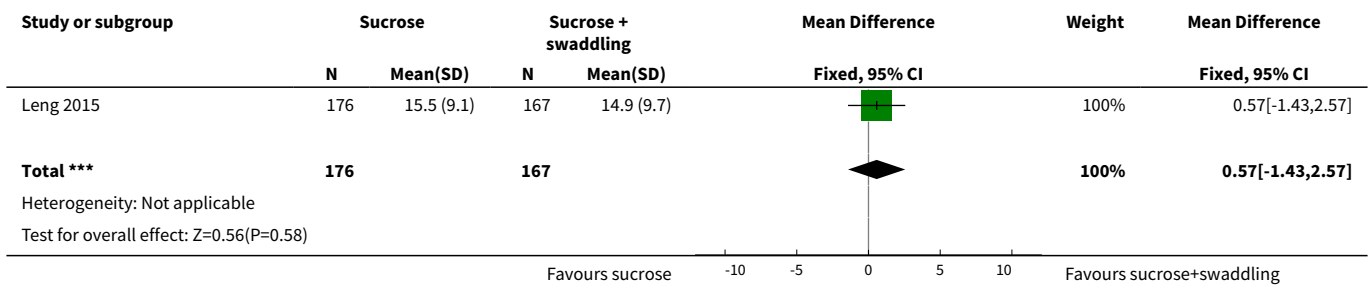 Study or subgroup Sucrose Sucrose + swaddling Mean Difference Weight Mean Difference
N Mean(SD) N Mean(SD) Fixed, 95% CI Fixed, 95% CI
Leng 2015 176 15.5 (9.1) 167 14.9 (9.7) 100% 0.57[-1.43,2.57]
Total *** 176 167 100% 0.57[-1.43,2.57]
Heterogeneity: Not applicable
Test for overall effect: Z=0.56(P=0.58)
Favours sucrose -10 -5 0 5 10 Favours sucrose+swaddling